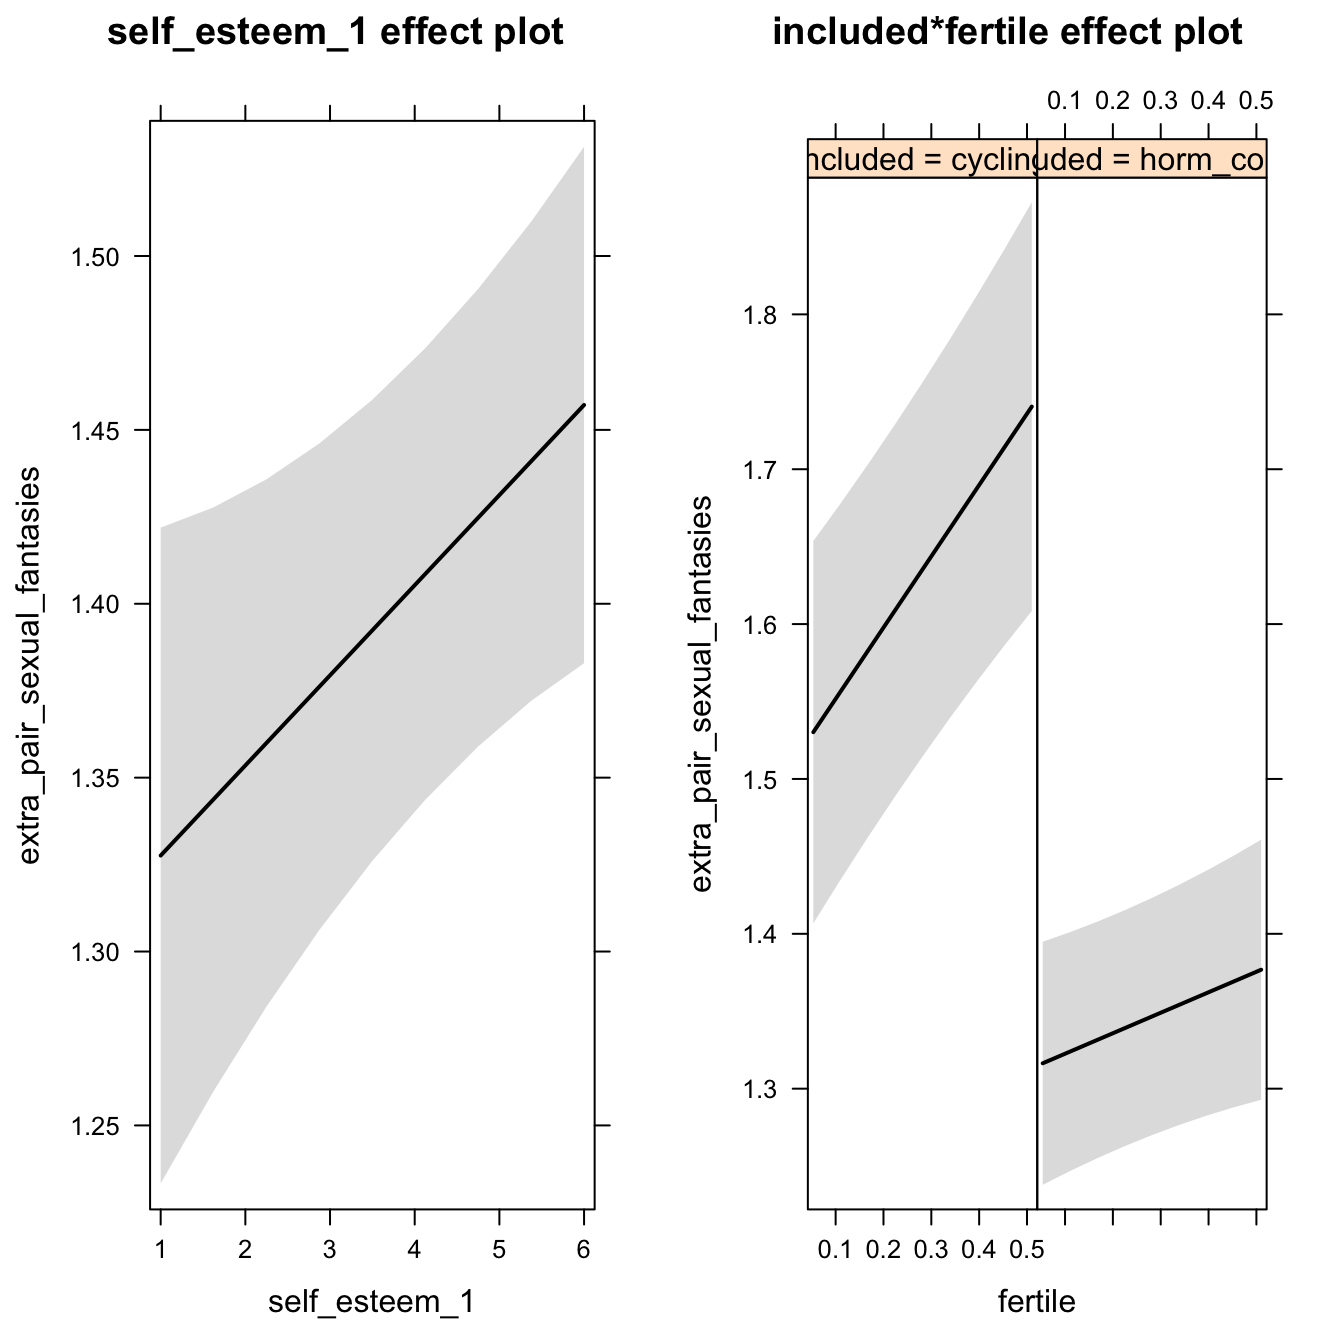 self_esteem_1 effect plot
extra_pair_sexual_fantasies
1.50
1.45
1.40
1.35
1.30
1.25
1 2 3 4 5 6
self_esteem_1
included*fertile effect plot
0.1 0.2 0.3 0.4 0.5
ncluded = cycling
uded = horm_co
extra_pair_sexual_fantasies
1.8
1.7
1.6
1.5
1.4
1.3
0.1 0.2 0.3 0.4 0.5
fertile